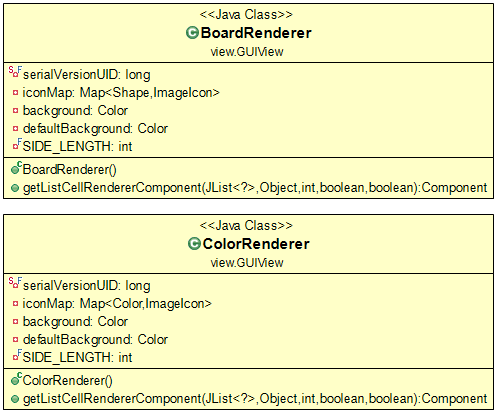 <<Java Class>>
BoardRenderer
view.GUIView
serialVersionUID: long
iconMap: Map<Shape,ImageIcon>
background: Color
defaultBackground: Color
SIDE_LENGTH: int
BoardRenderer()
getListCellRendererComponent(JList<?>,Object,int,boolean,boolean):Component
<<Java Class>>
ColorRenderer
view.GUIView
serialVersionUID: long
iconMap: Map<Color,ImageIcon>
background: Color
defaultBackground: Color
SIDE_LENGTH: int
ColorRenderer()
getListCellRendererComponent(JList<?>,Object,int,boolean,boolean):Component